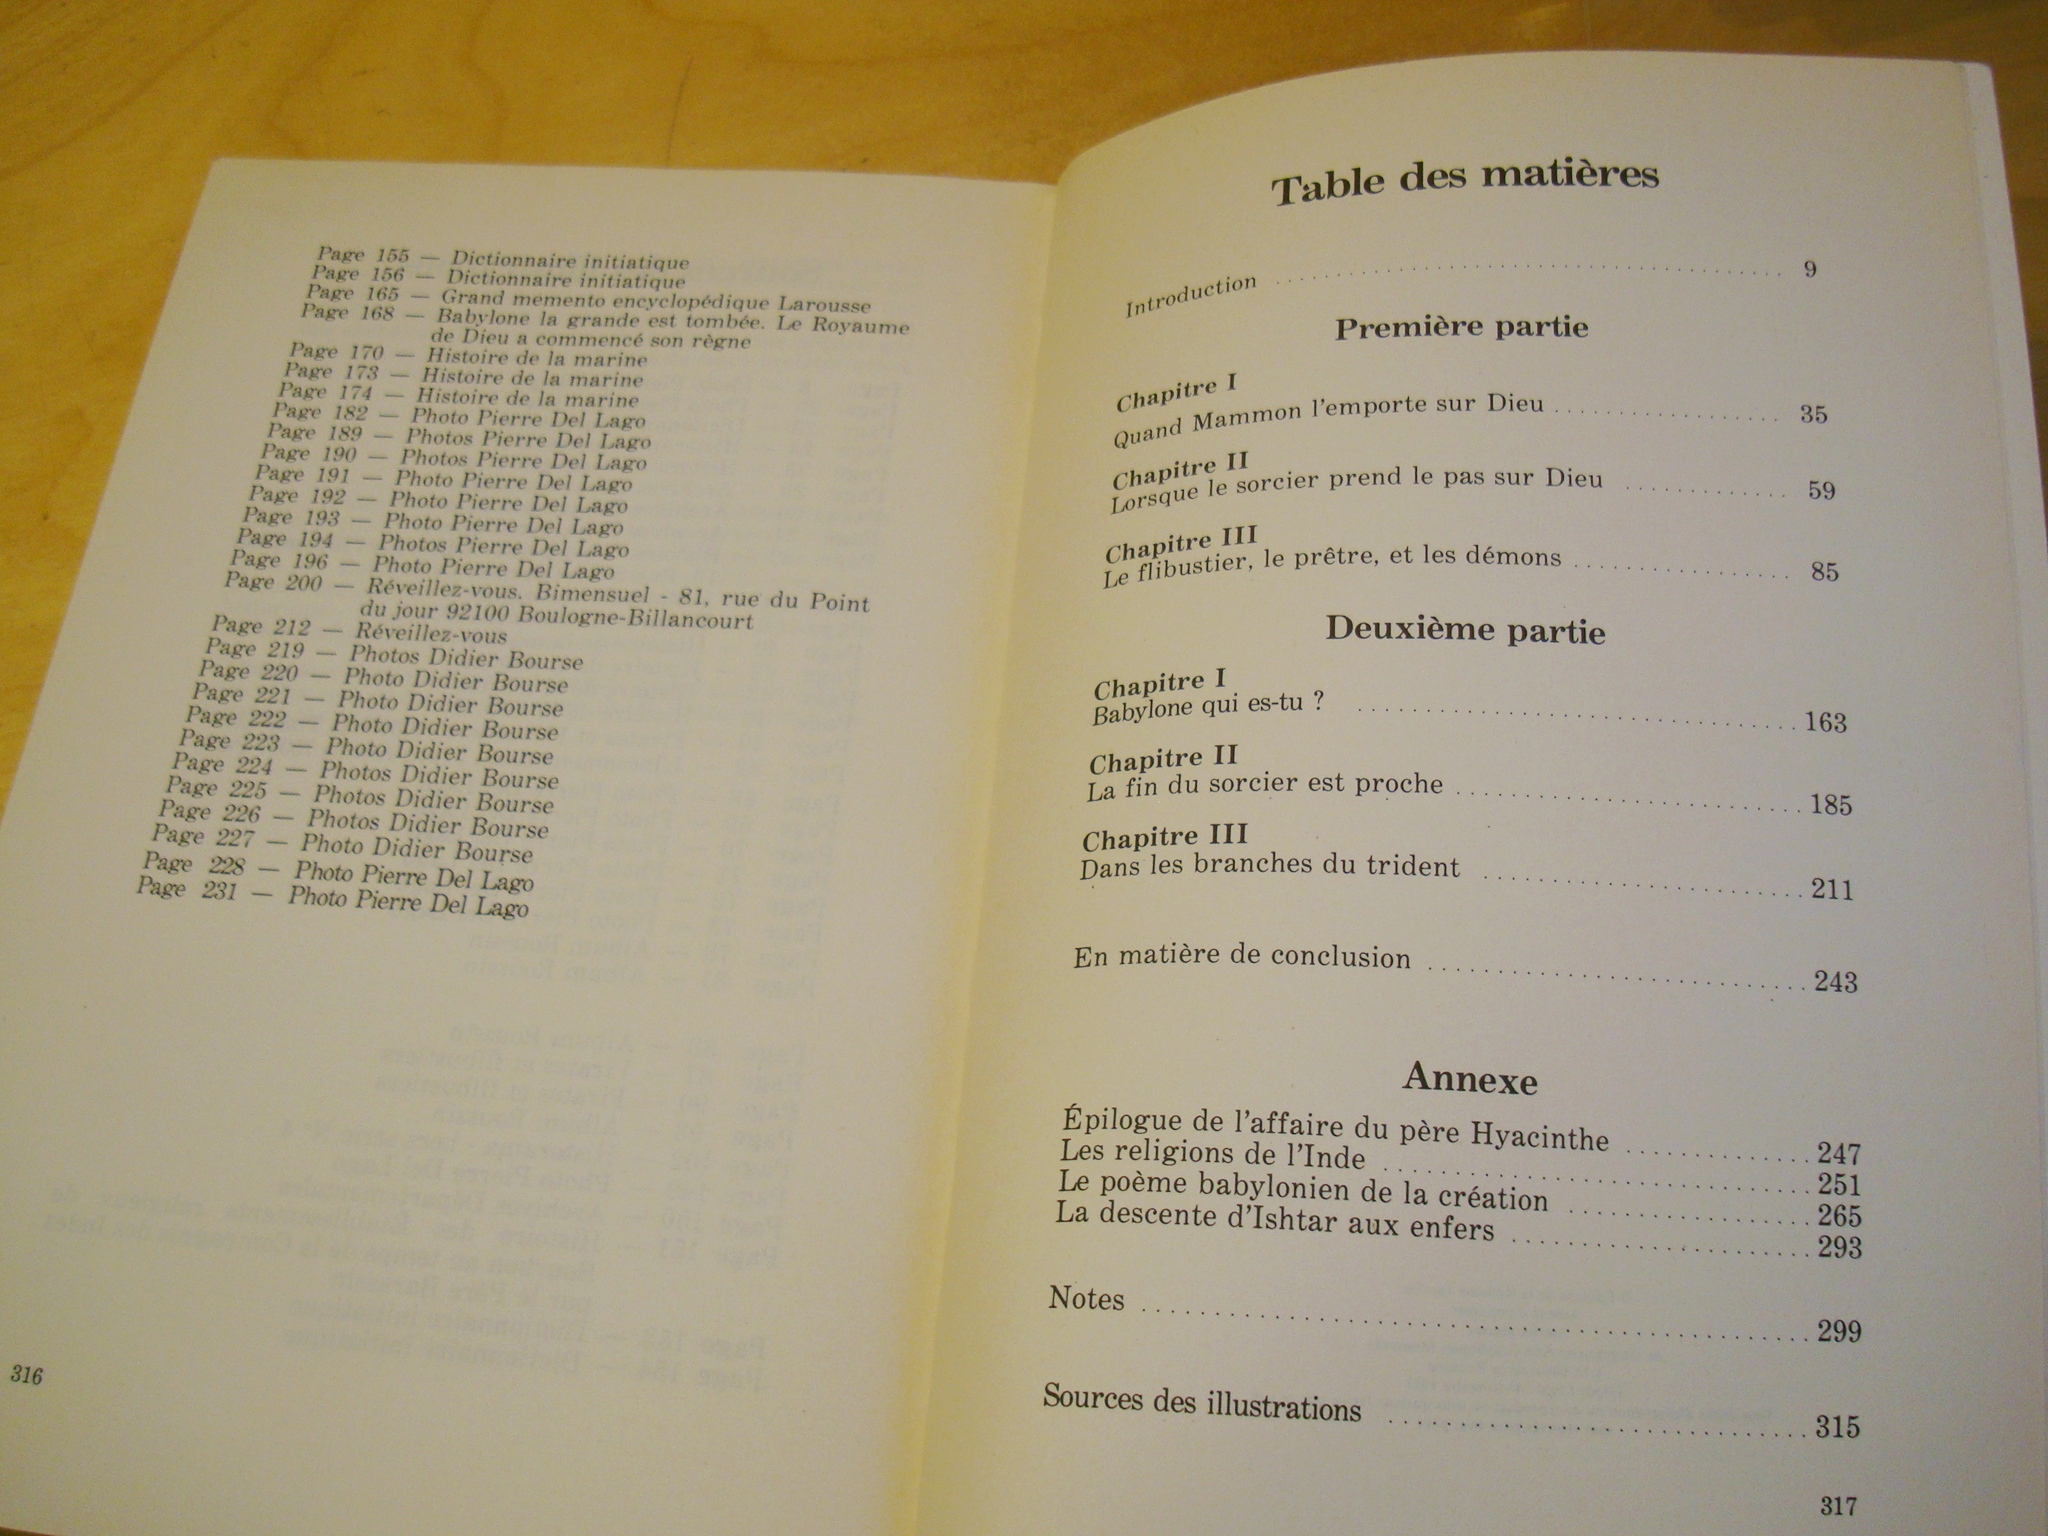 Page 155 — Dictionnaire initiatique
Page 156 — Dictionnaire initiatique
Page 165 — Grand memento encyclopédique Larousse
Page 168 — Babylone la grande est tombée. Le Royaume
de Dieu a commencé son règne
Page 170 — Histoire de la marine
Page 173 — Histoire de la marine
Page 174 — Histoire de la marine
Page 182 — Photo Pierre Del Lago
Page 189 — Photos Pierre Del Lago
Page 190 — Photos Pierre Del Lago
Page 191 — Photo Pierre Del Lago
Page 192 — Photo Pierre Del Lago
Page 193 — Photo Pierre Del Lago
Page 194 — Photos Pierre Del Lago
Page 196 — Photo Pierre Del Lago
Page 200 — Réveillez-vous. Bimensuel - 81, rue du Point
du jour 92100 Boulogne-Billancourt
Page 212 — Réveillez-vous
Page 219 — Photos Didier Bourse
Page 220 — Photo Didier Bourse
Page 221 — Photo Didier Bourse
Page 222 — Photo Didier Bourse
Page 223 — Photo Didier Bourse
Page 224 — Photos Didier Bourse
Page 225 — Photos Didier Bourse
Page 226 — Photos Didier Bourse
Page 227 — Photo Didier Bourse
Page 228 — Photo Pierre Del Lago
Page 231 — Photo Pierre Del Lago
316
Table des matières
Introduction ........ 9
Première partie
Chapitre I
Quand Mammon l'emporte sur Dieu ........ 35
Chapitre II
Lorsque le sorcier prend le pas sur Dieu ........ 59
Chapitre III
Le flibustier, le prêtre, et les démons ........ 85
Deuxième partie
Chapitre I
Babylone qui es-tu ? ........ 163
Chapitre II
La fin du sorcier est proche ........ 185
Chapitre III
Dans les branches du trident ........ 211
En matière de conclusion ........ 243
Annexe
Épilogue de l'affaire du père Hyacinthe ........ 247
Les religions de l'Inde ........ 251
Le poème babylonien de la création ........ 265
La descente d'Ishtar aux enfers ........ 293
Notes ........ 299
Sources des illustrations ........ 315
317